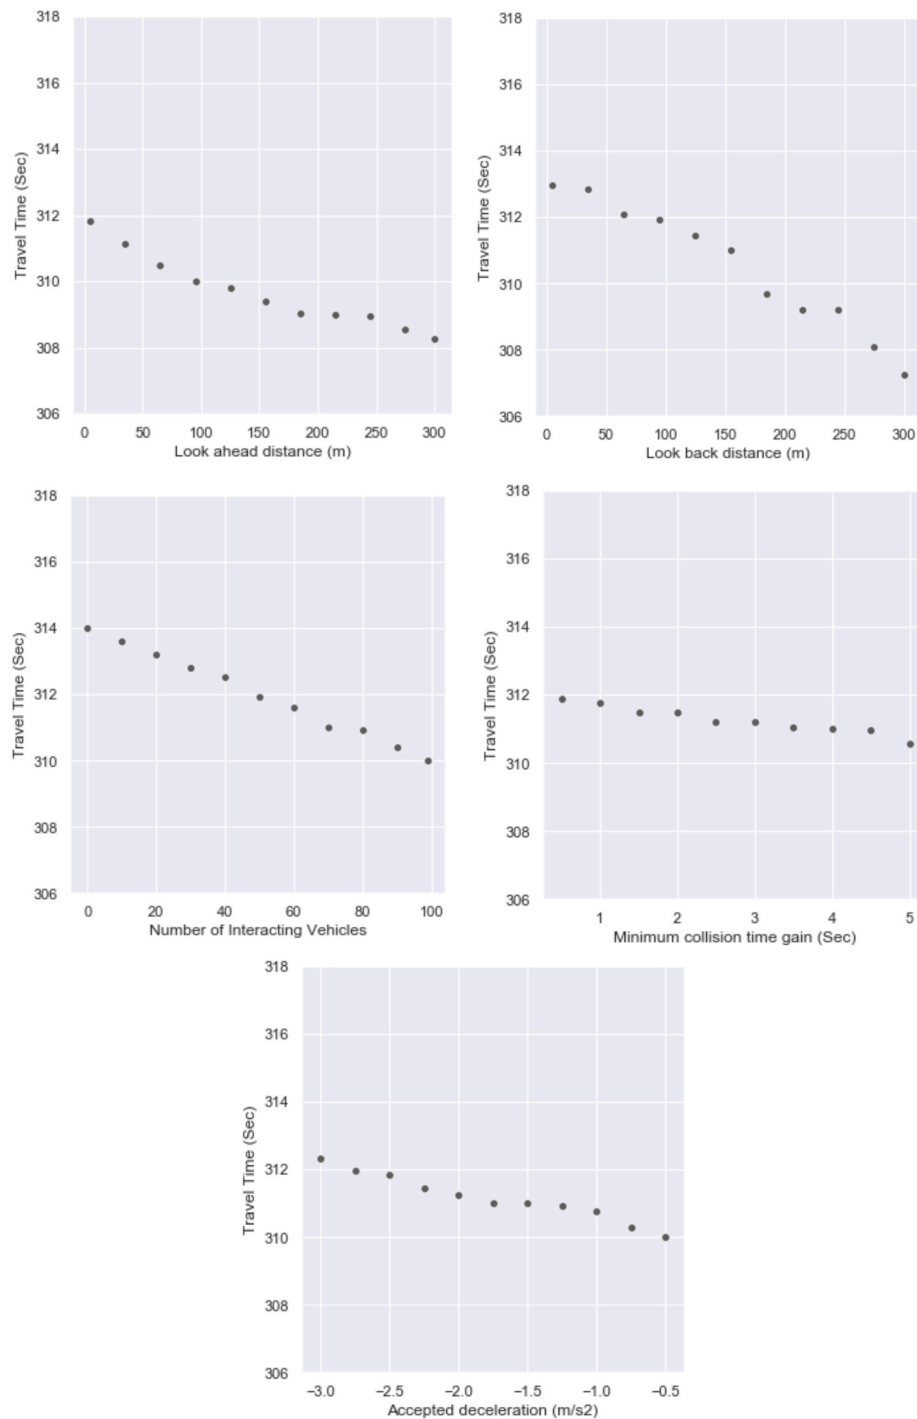 318
316
314
312
310
308
306
Travel Time (Sec)
0 50 100 150 200 250 300
Look ahead distance (m)
318
316
314
312
310
308
306
Travel Time (Sec)
0 50 100 150 200 250 300
Look back distance (m)
318
316
314
312
310
308
306
Travel Time (Sec)
0 20 40 60 80 100
Number of Interacting Vehicles
318
316
314
312
310
308
306
Travel Time (Sec)
1 2 3 4 5
Minimum collision time gain (Sec)
318
316
314
312
310
308
306
Travel Time (Sec)
−3.0 −2.5 −2.0 −1.5 −1.0 −0.5
Accepted deceleration (m/s2)